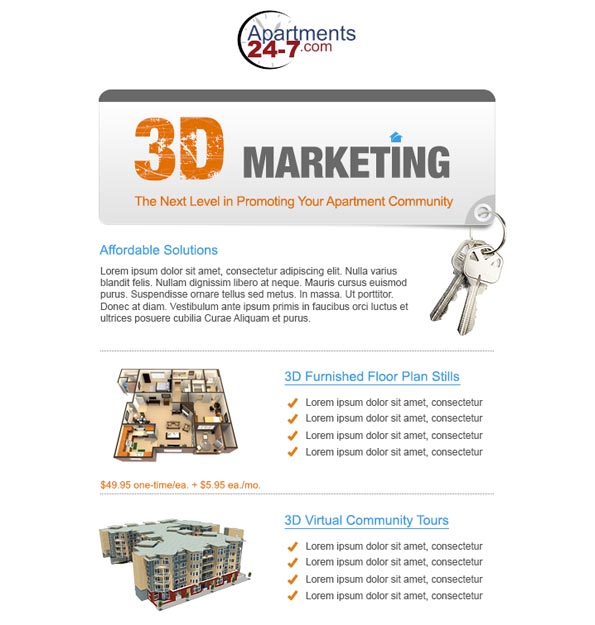 Apartments
24-7.com
3D MARKETING
The Next Level in Promoting Your Apartment Community
Affordable Solutions
Lorem ipsum dolor sit amet, consectetur adipiscing elit. Nulla varius
blandit felis. Nullam dignissim libero at neque. Mauris cursus euismod
purus. Suspendisse ornare tellus sed metus. In massa. Ut porttitor.
Donec at diam. Vestibulum ante ipsum primis in faucibus orci luctus et
ultrices posuere cubilia Curae Aliquam et purus.
3D Furnished Floor Plan Stills
Lorem ipsum dolor sit amet, consectetur
Lorem ipsum dolor sit amet, consectetur
Lorem ipsum dolor sit amet, consectetur
Lorem ipsum dolor sit amet, consectetur
$49.95 one-time/ea. + $5.95 ea./mo.
3D Virtual Community Tours
Lorem ipsum dolor sit amet, consectetur
Lorem ipsum dolor sit amet, consectetur
Lorem ipsum dolor sit amet, consectetur
Lorem ipsum dolor sit amet, consectetur